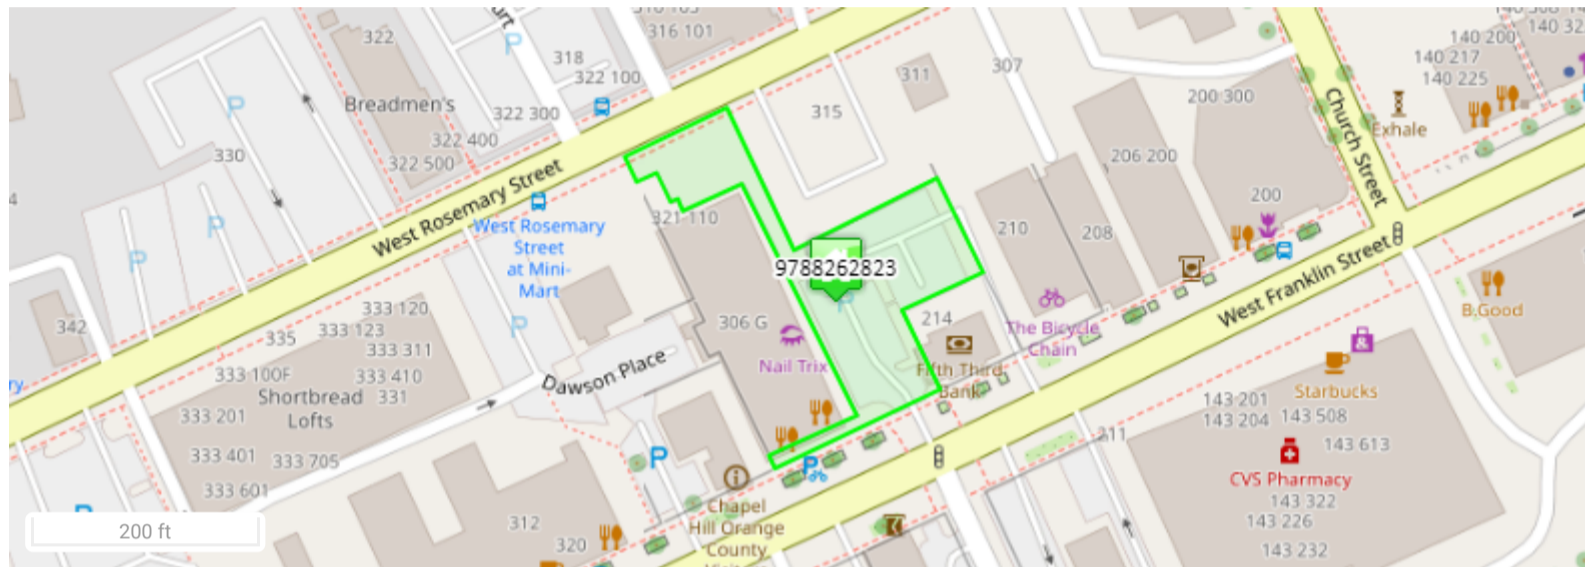 316 101
322
318
322 100
Breadmen's
322 300
322 400
322 500
330
P
P
P
P
West Rosemary Street
West Rosemary
Street
at Mini-
Mart
P
342
335
333 120
333 123
333 311
333 100F
333 410
Shortbread
Lofts
331
333 201
333 401
333 705
333 601
Dawson Place
321 110
306 G
Nail Trix
9788262823
P
315
311
307
214
Fifth Third
Bank
210
208
The Bicycle
Chain
200 300
206 200
200
Church Street
Exhale
140 200
140 217
140 225
140 32
West Franklin Street
B.Good
Starbucks
143 201
143 204
143 508
143 613
CVS Pharmacy
143 322
143 226
143 232
211
P
P
i
Chapel
Hill Orange
County
312
320
200 ft